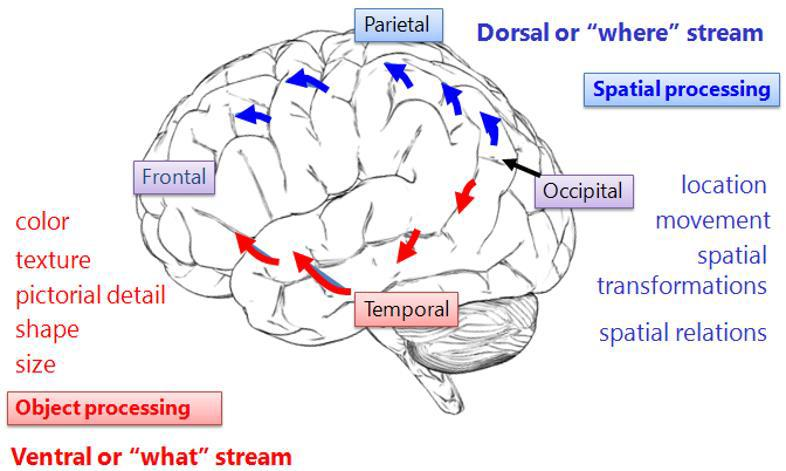 Parietal
Dorsal or “where” stream
Spatial processing
Frontal
Occipital
location
movement
spatial
transformations
spatial relations
color
texture
pictorial detail
shape
size
Temporal
Object processing
Ventral or “what” stream